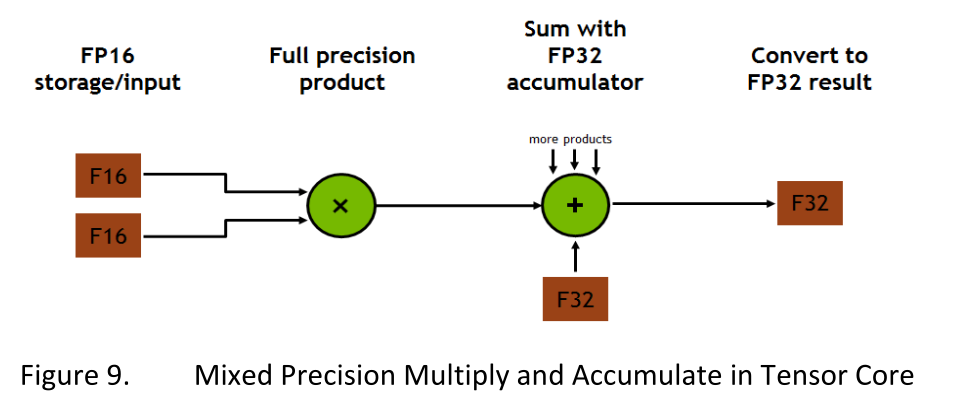 FP16
storage/input
Full precision
product
Sum with
FP32
accumulator
Convert to
FP32 result
more products
F16
F16
×
+
F32
F32
Figure 9. Mixed Precision Multiply and Accumulate in Tensor Core